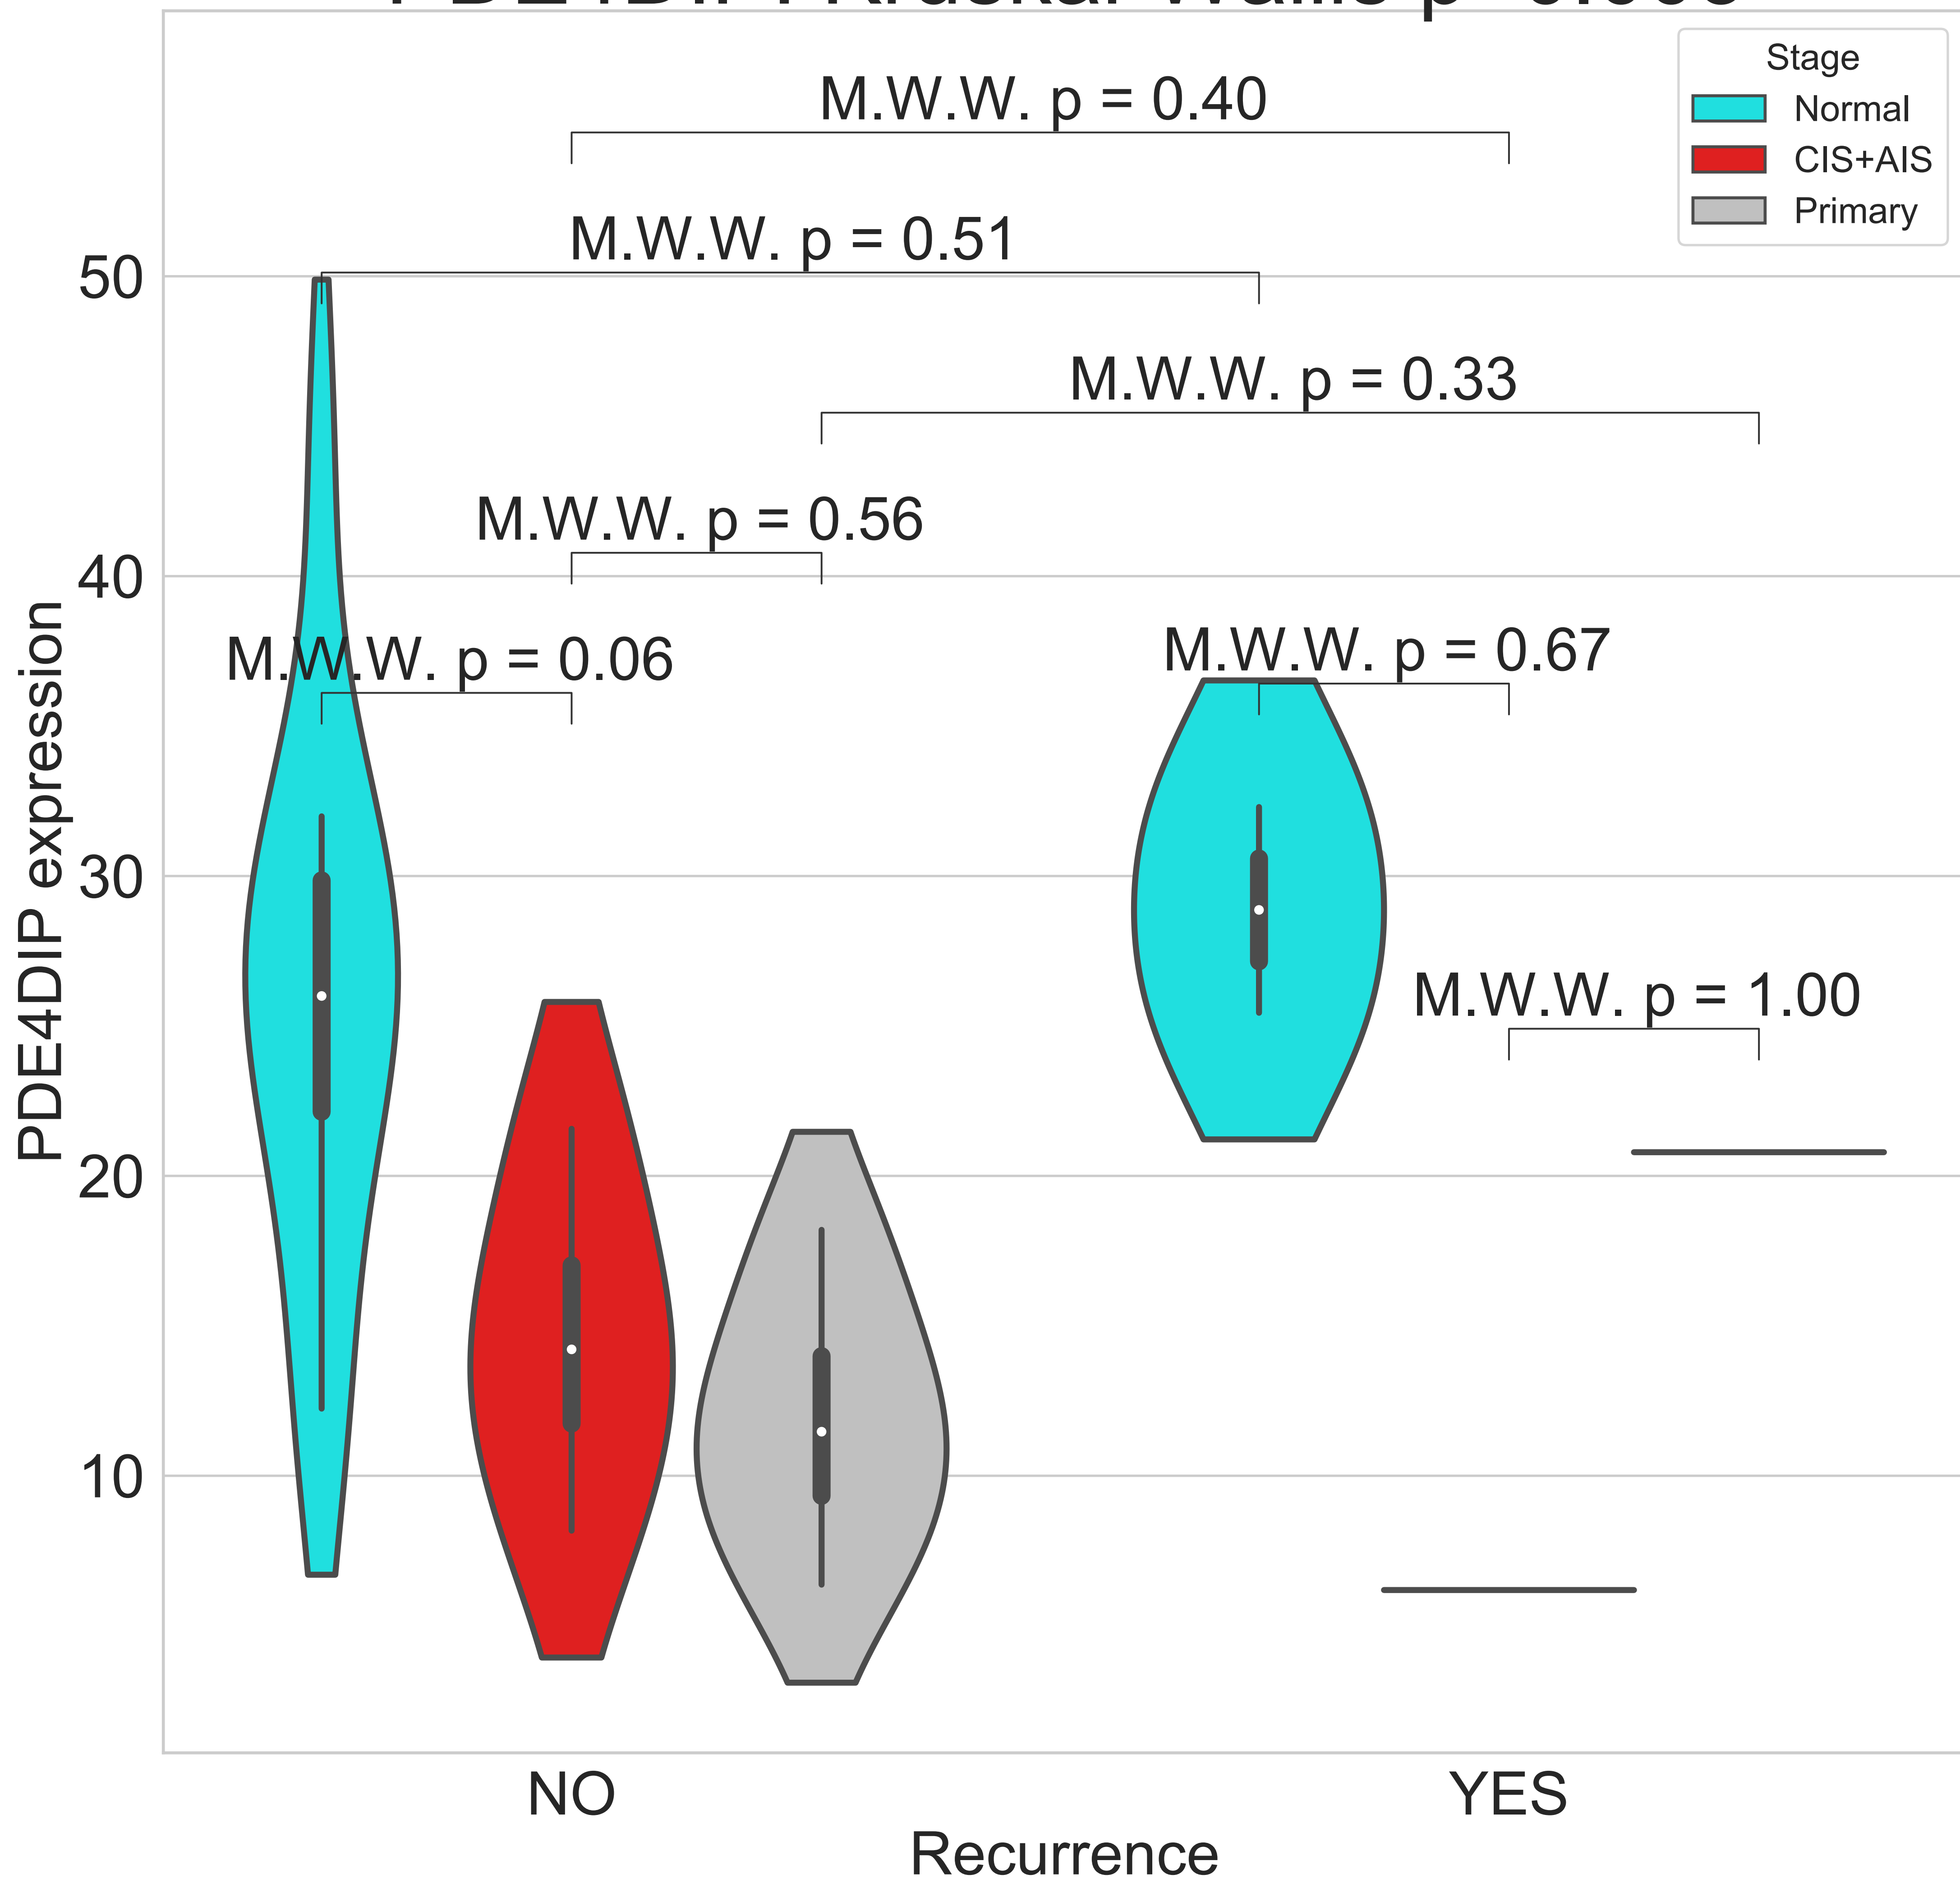 Stage
Normal
CIS+AIS
Primary
M.W.W. p = 0.40
M.W.W. p = 0.51
M.W.W. p = 0.33
M.W.W. p = 0.56
M.W.W. p = 0.06
M.W.W. p = 0.67
M.W.W. p = 1.00
50
40
30
20
10
PDE4DIP expression
NO
YES
Recurrence